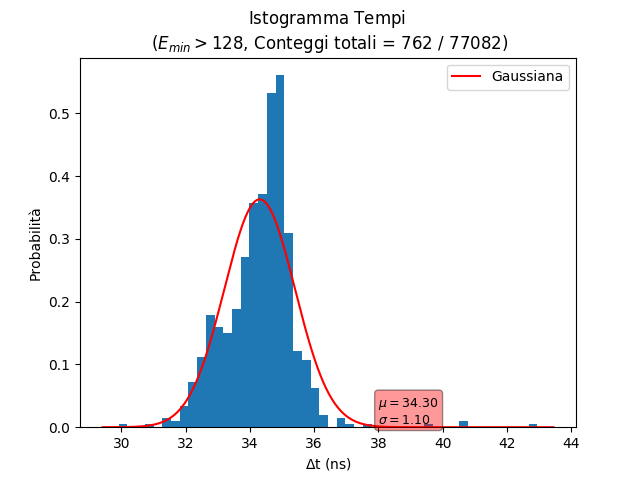 Istogramma Tempi
(E_min > 128, Conteggi totali = 762 / 77082)
Gaussiana
Probabilità
0.5
0.4
0.3
0.2
0.1
0.0
μ = 34.30
σ = 1.10
30 32 34 36 38 40 42 44
Δt (ns)